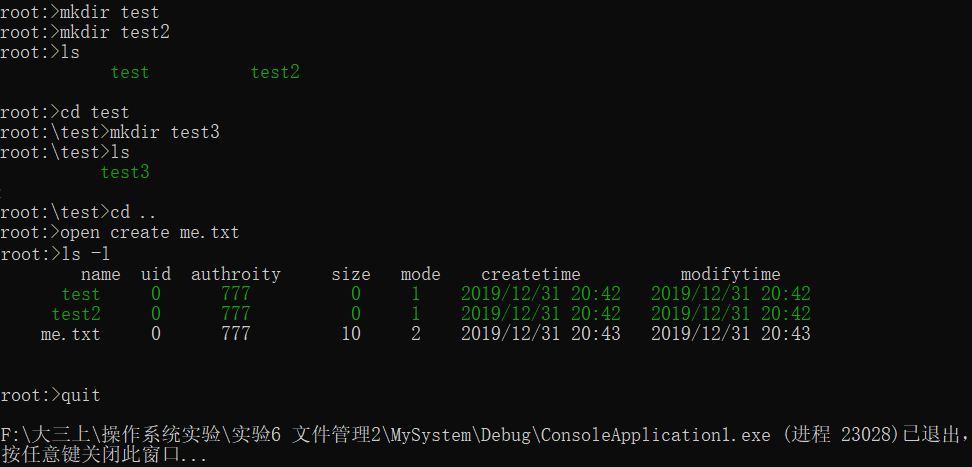 root:>mkdir test
root:>mkdir test2
root:>ls
test test2
root:>cd test
root:\test>mkdir test3
root:\test>ls
test3
root:\test>cd ..
root:>open create me.txt
root:>ls -l
name uid authroity size mode createtime modifytime
test 0 777 0 1 2019/12/31 20:42 2019/12/31 20:42
test2 0 777 0 1 2019/12/31 20:42 2019/12/31 20:42
me.txt 0 777 10 2 2019/12/31 20:43 2019/12/31 20:43
root:>quit
F:\大三上\操作系统实验\实验6 文件管理2\MySystem\Debug\ConsoleApplication1.exe (进程 23028)已退出，
按任意键关闭此窗口...